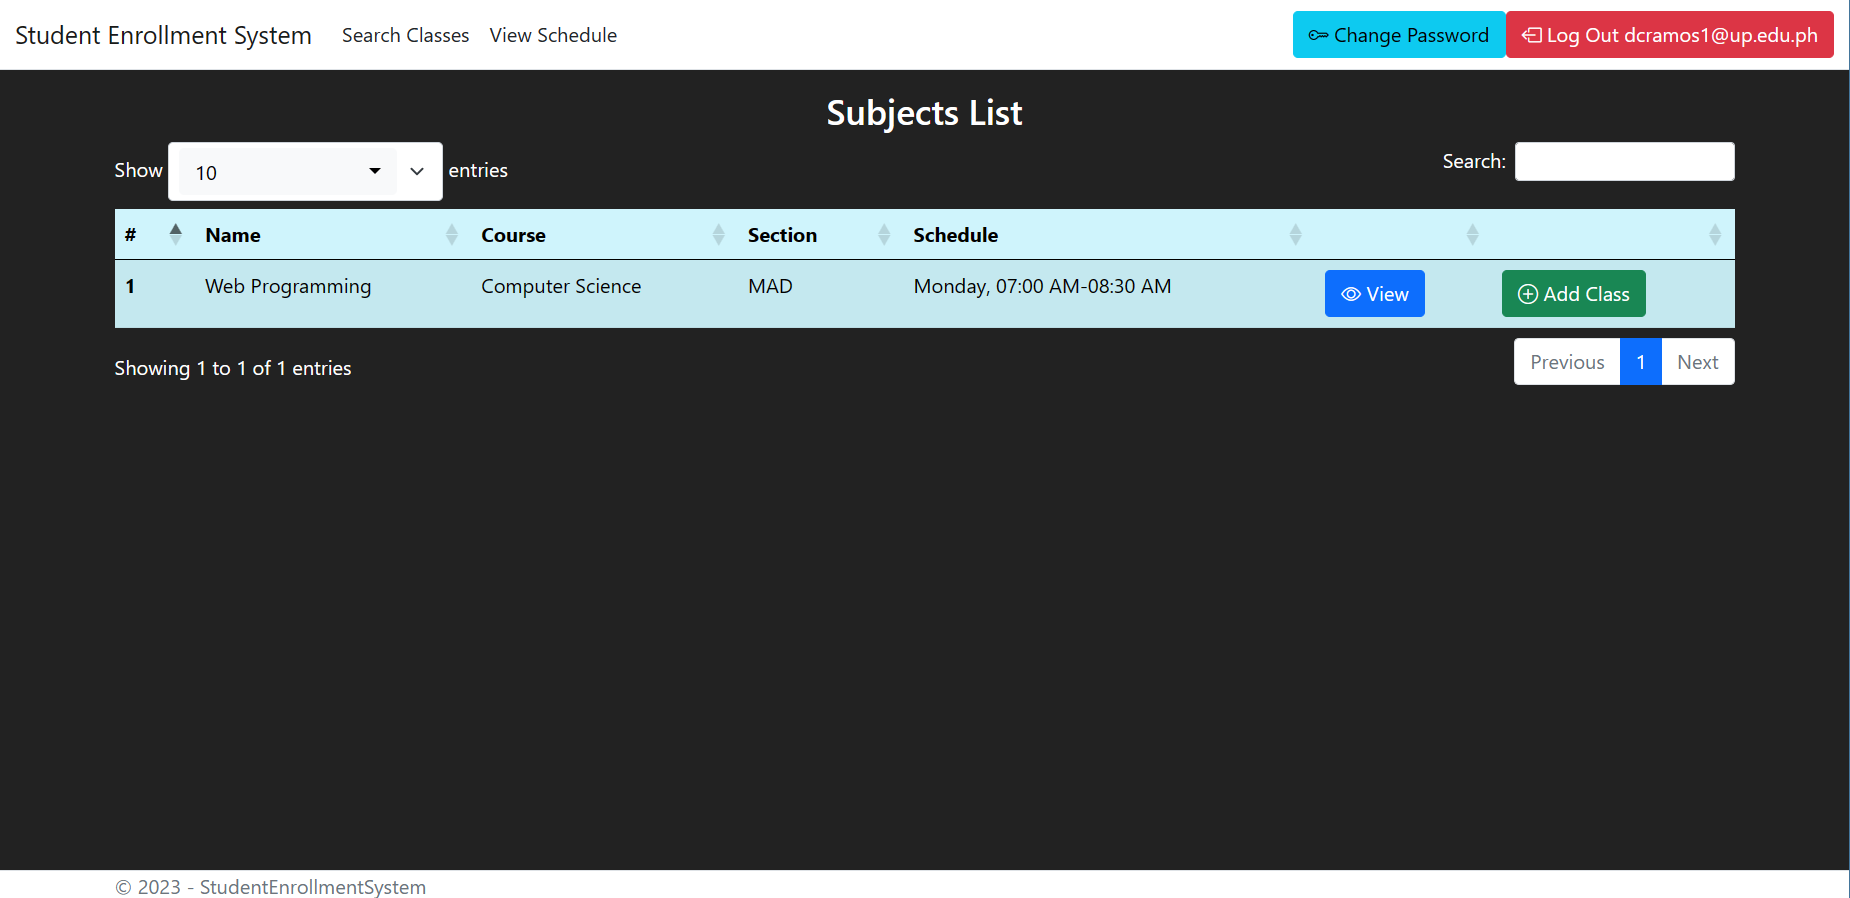 Student Enrollment System Search Classes View Schedule Change Password Log Out dcramos1@up.edu.ph
Subjects List
Show 10 entries Search:
# Name Course Section Schedule
1 Web Programming Computer Science MAD Monday, 07:00 AM-08:30 AM View Add Class
Showing 1 to 1 of 1 entries Previous 1 Next
© 2023 - StudentEnrollmentSystem